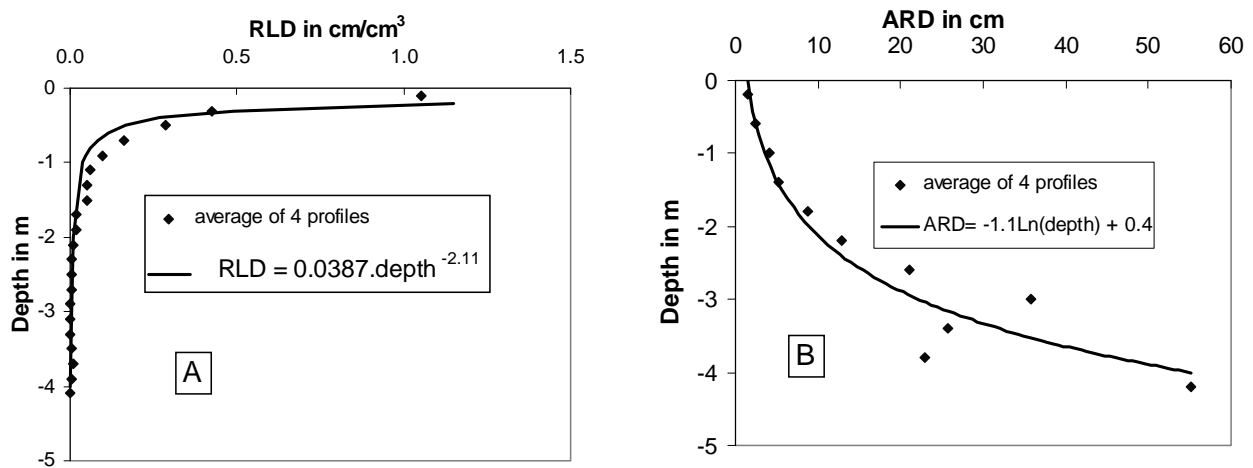 RLD in cm/cm³
0.0 0.5 1.0 1.5
0
-1
-2
-3
-4
-5
Depth in m
average of 4 profiles
RLD = 0.0387.depth -2.11
A
ARD in cm
0 10 20 30 40 50 60
0
-1
-2
-3
-4
-5
Depth in m
average of 4 profiles
ARD= -1.1Ln(depth) + 0.4
B